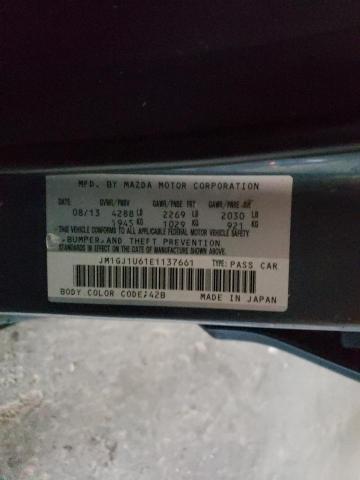 MFD. BY MAZDA MOTOR CORPORATION
DATE GVWR/PNBV GAWR/PNBE FRT GAWR/PNBE RR
08/13 4288 LB 2269 LB 2030 LB
1945 KG 1029 KG 921 KG
THIS VEHICLE CONFORMS TO ALL APPLICABLE FEDERAL MOTOR VEHICLE SAFETY,
BUMPER, AND THEFT PREVENTION
STANDARDS IN EFFECT ON THE DATE OF MANUFACTURE SHOWN ABOVE.
JM1GJ1U61E1137661 TYPE: PASS CAR
BODY COLOR CODE:42B MADE IN JAPAN